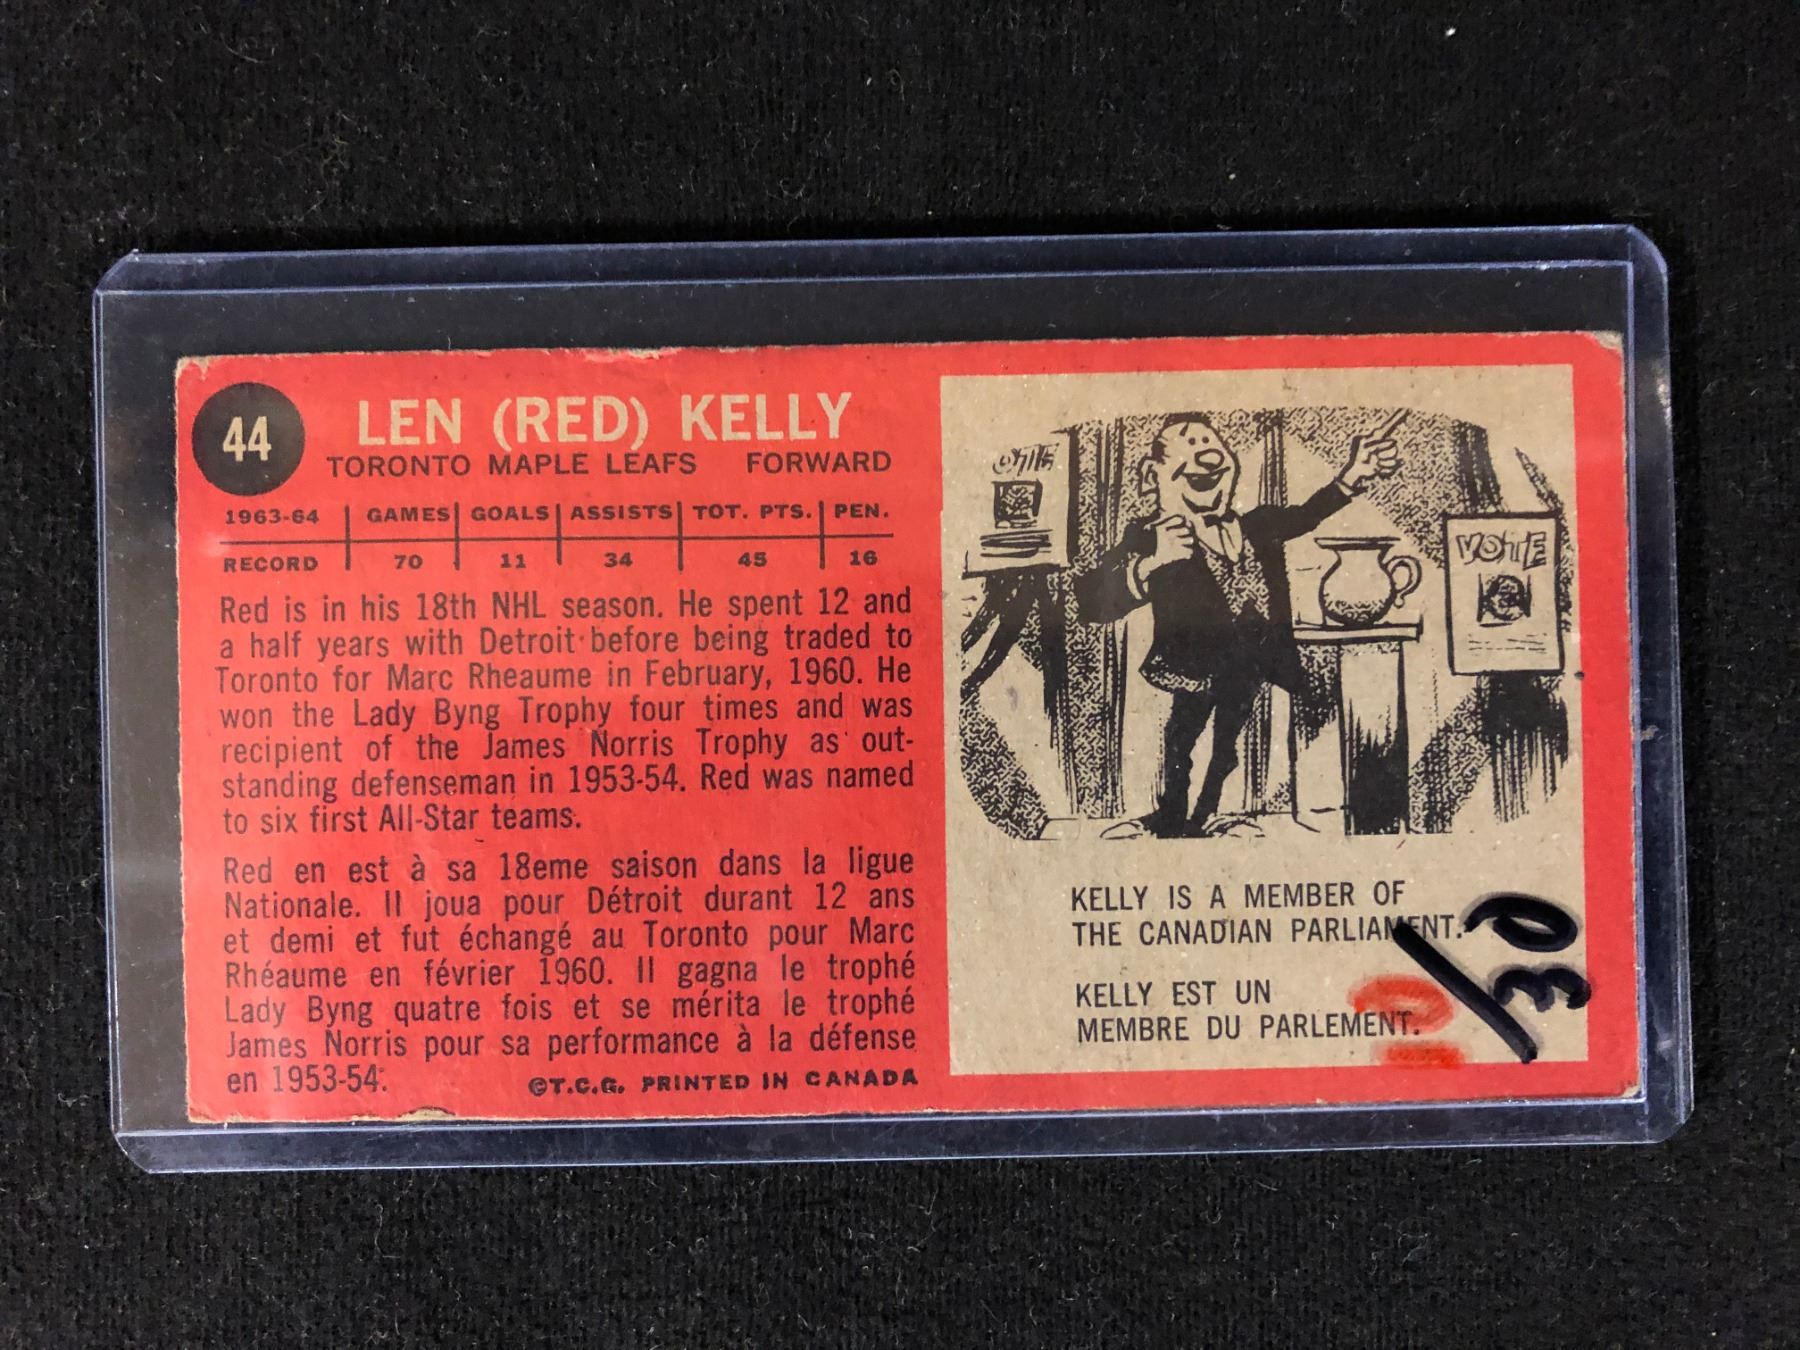 44
LEN (RED) KELLY
TORONTO MAPLE LEAFS FORWARD
1963-64 GAMES GOALS ASSISTS TOT. PTS. PEN.
RECORD 70 11 34 45 16
Red is in his 18th NHL season. He spent 12 and
a half years with Detroit before being traded to
Toronto for Marc Rheaume in February, 1960. He
won the Lady Byng Trophy four times and was
recipient of the James Norris Trophy as out-
standing defenseman in 1953-54. Red was named
to six first All-Star teams.
Red en est à sa 18eme saison dans la ligue
Nationale. Il joua pour Détroit durant 12 ans
et demi et fut échangé au Toronto pour Marc
Rhéaume en février 1960. Il gagna le trophé
Lady Byng quatre fois et se mérita le trophé
James Norris pour sa performance à la défense
en 1953-54.
©T.C.G. PRINTED IN CANADA
VOTE
KELLY IS A MEMBER OF
THE CANADIAN PARLIAMENT.
KELLY EST UN
MEMBRE DU PARLEMENT.
10/30